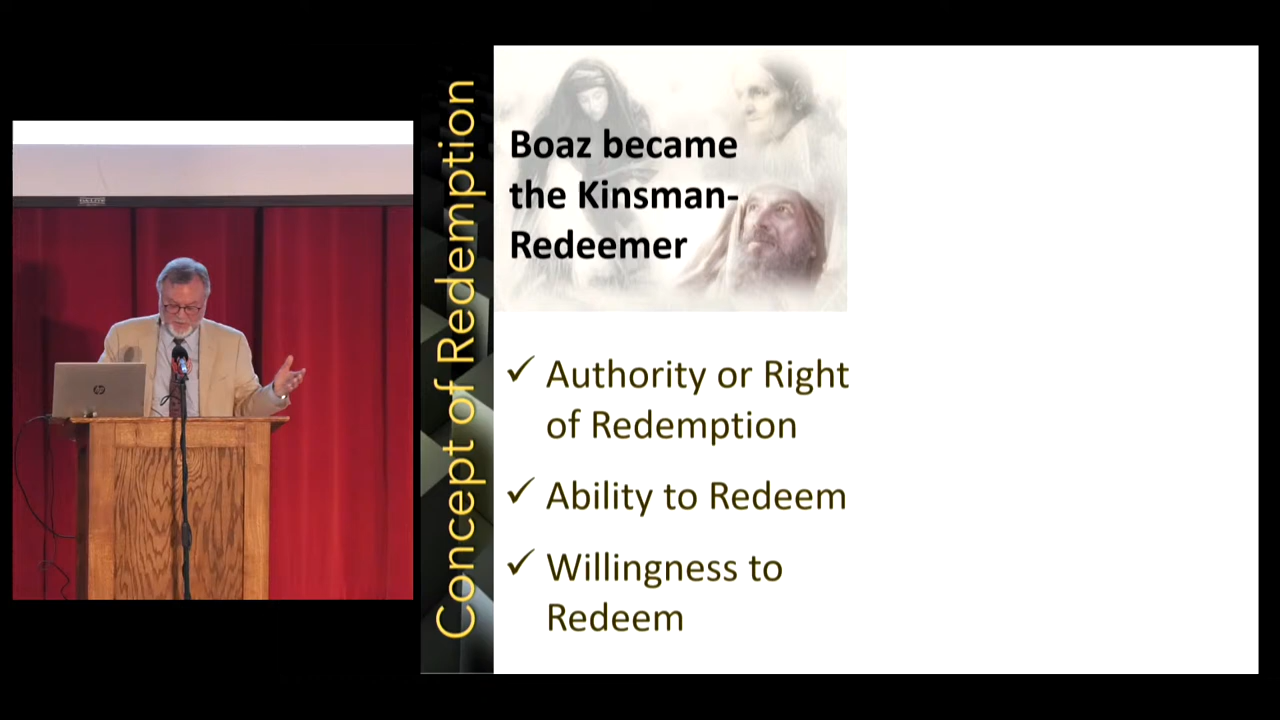 Concept of Redemption
Boaz became
the Kinsman-
Redeemer
✓ Authority or Right
of Redemption
✓ Ability to Redeem
✓ Willingness to
Redeem
hp